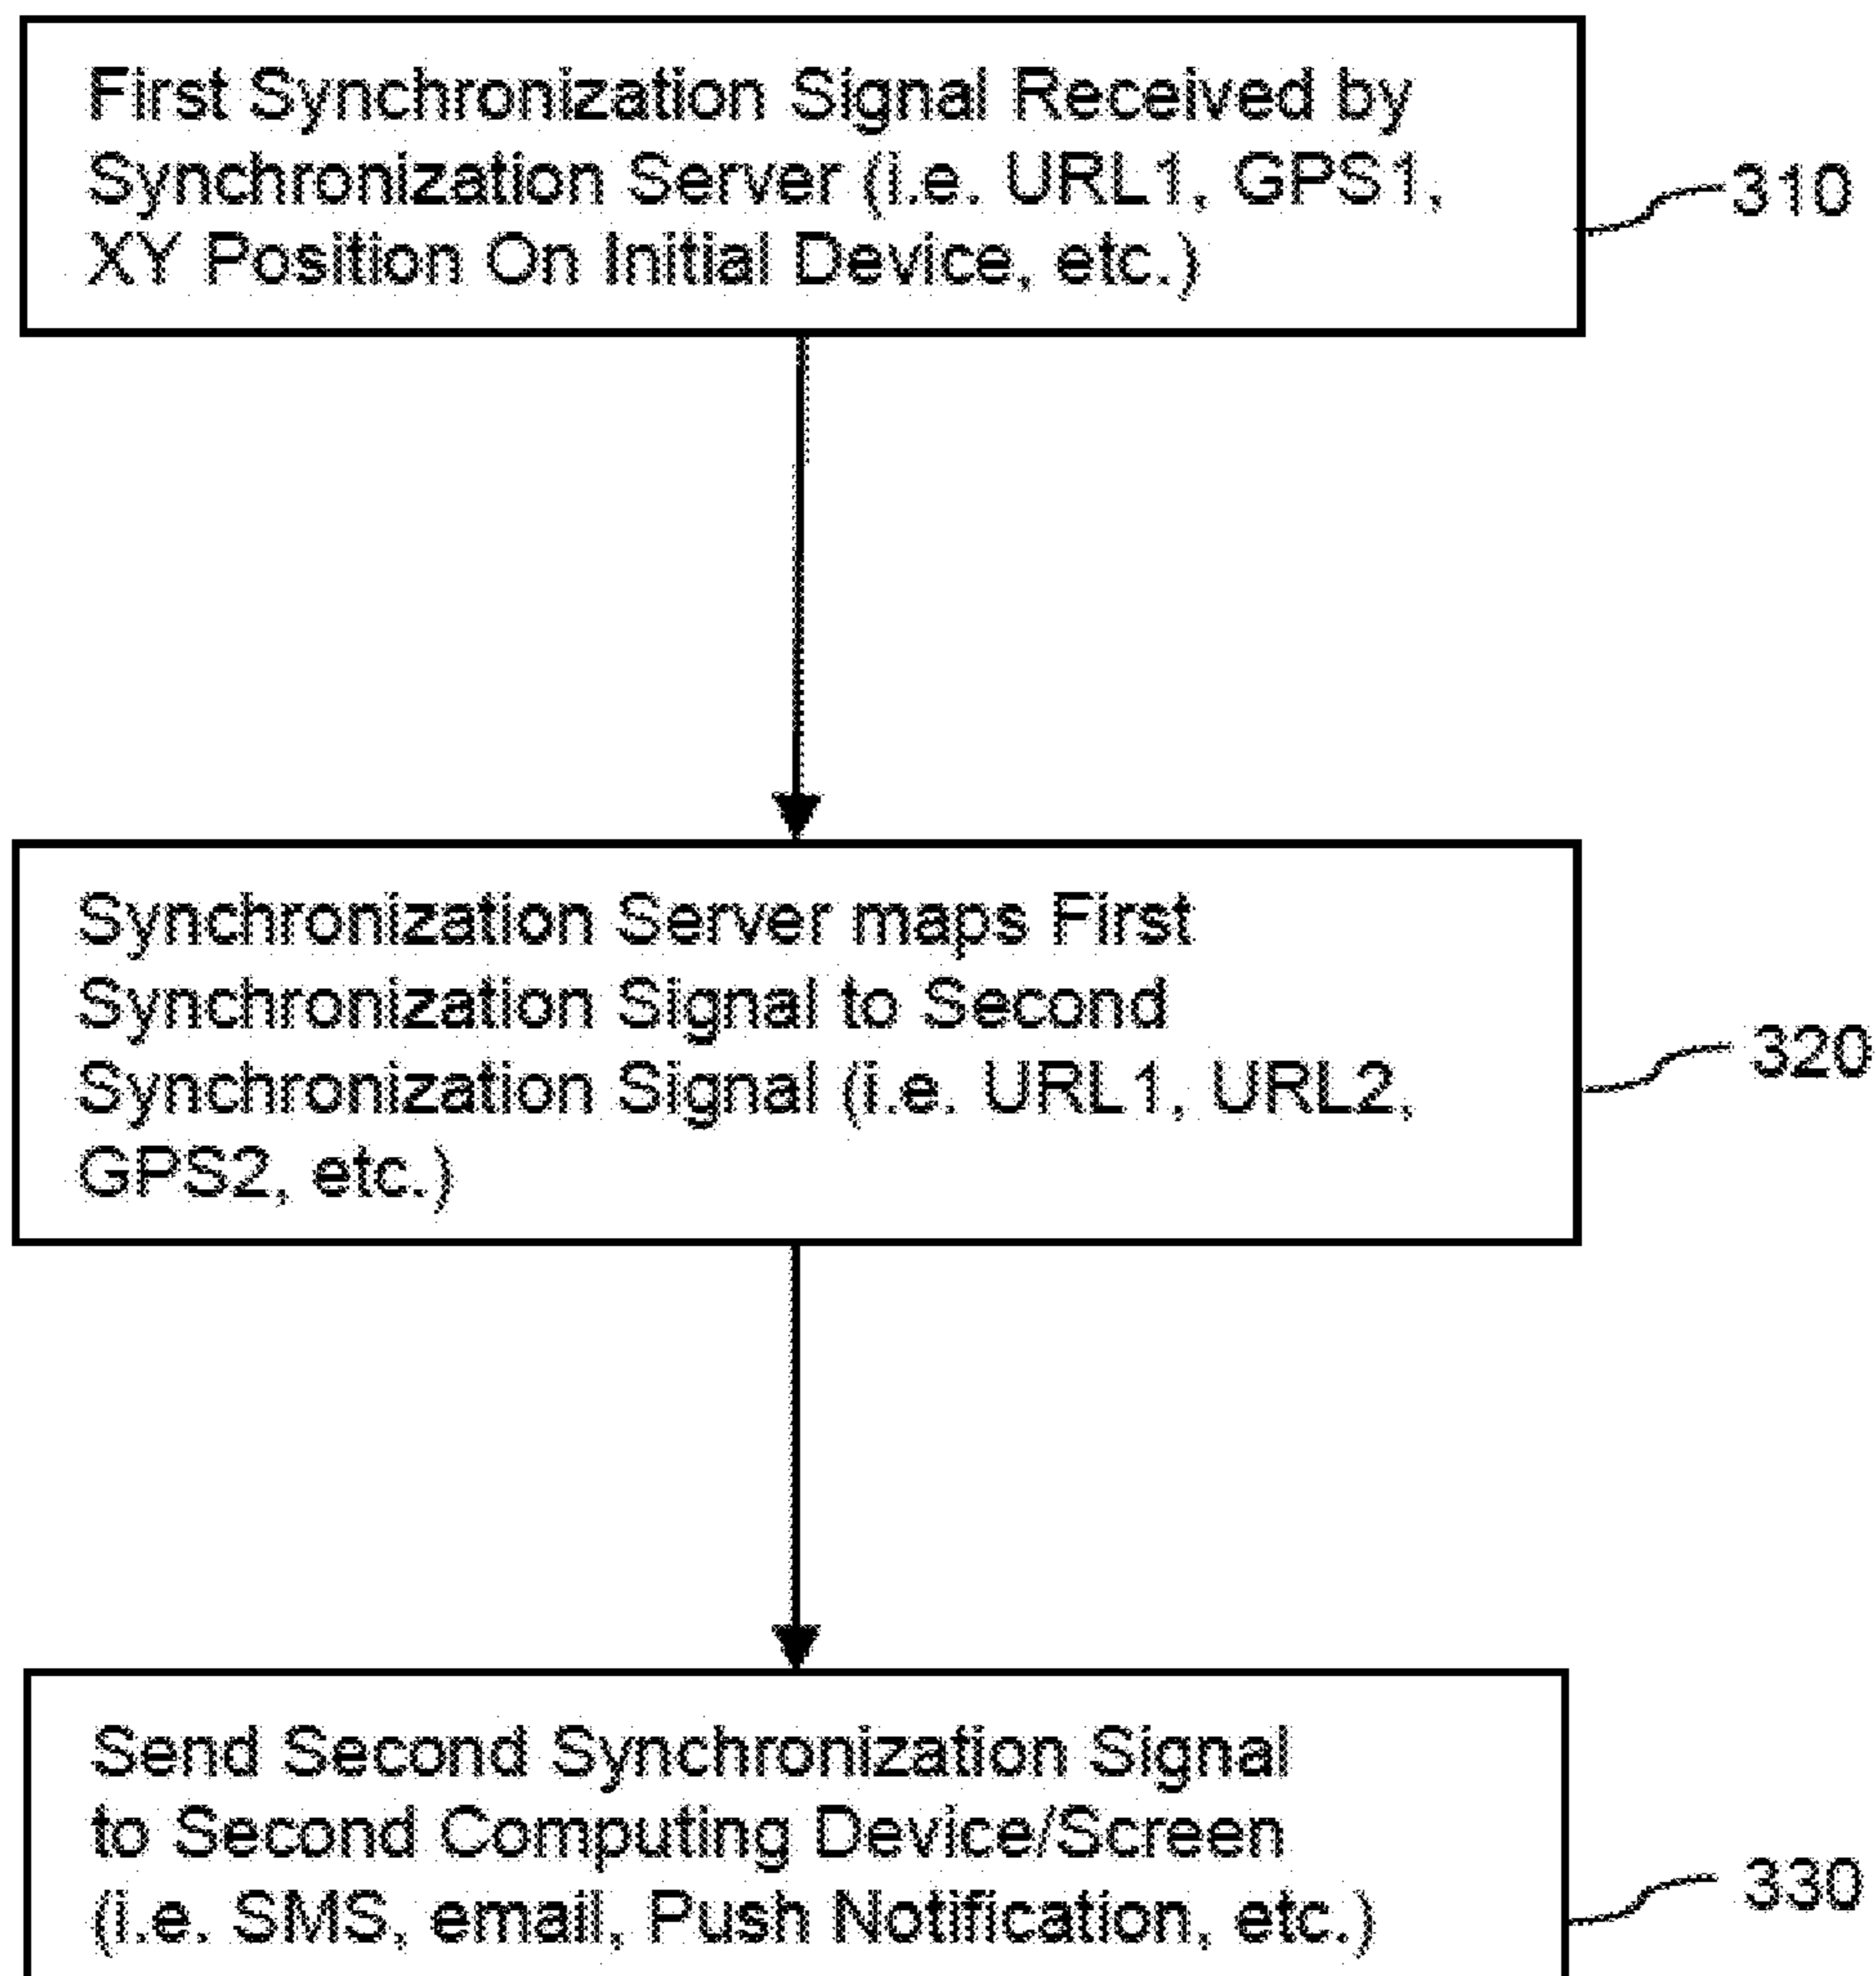 First Synchronization Signal Received by
Synchronization Server (i.e. URL1, GPS1,
XY Position On Initial Device, etc.)
310
Synchronization Server maps First
Synchronization Signal to Second
Synchronization Signal (i.e. URL1, URL2,
GPS2, etc.)
320
Send Second Synchronization Signal
to Second Computing Device/Screen
(i.e. SMS, email, Push Notification, etc.)
330